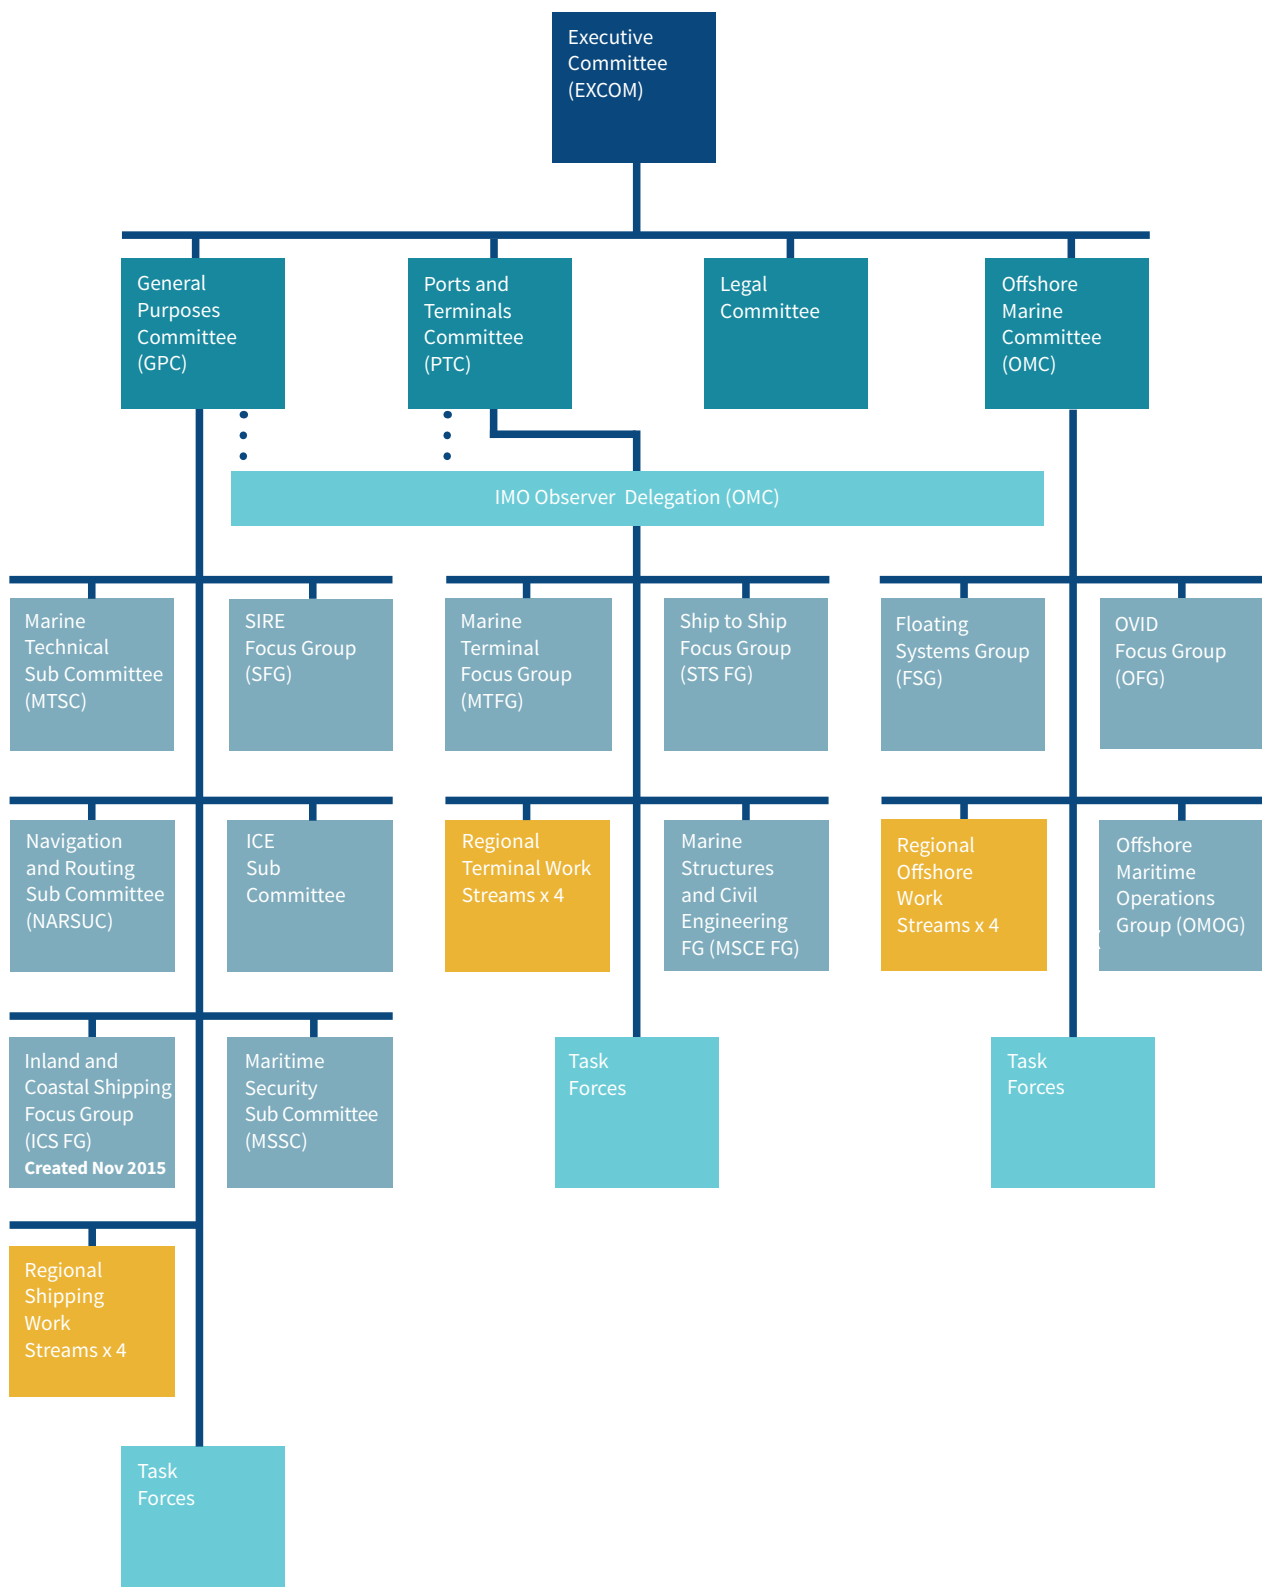 Executive
Committee
(EXCOM)
General
Purposes
Committee
(GPC)
Ports and
Terminals
Committee
(PTC)
Legal
Committee
Offshore
Marine
Committee
(OMC)
IMO Observer Delegation (OMC)
Marine
Technical
Sub Committee
(MTSC)
SIRE
Focus Group
(SFG)
Marine
Terminal
Focus Group
(MTFG)
Ship to Ship
Focus Group
(STS FG)
Floating
Systems Group
(FSG)
OVID
Focus Group
(OFG)
Navigation
and Routing
Sub Committee
(NARSUC)
ICE
Sub
Committee
Regional
Terminal Work
Streams x 4
Marine
Structures
and Civil
Engineering
FG (MSCE FG)
Regional
Offshore
Work
Streams x 4
Offshore
Maritime
Operations
Group (OMOG)
Inland and
Coastal Shipping
Focus Group
(ICS FG)
Created Nov 2015
Maritime
Security
Sub Committee
(MSSC)
Task
Forces
Task
Forces
Regional
Shipping
Work
Streams x 4
Task
Forces